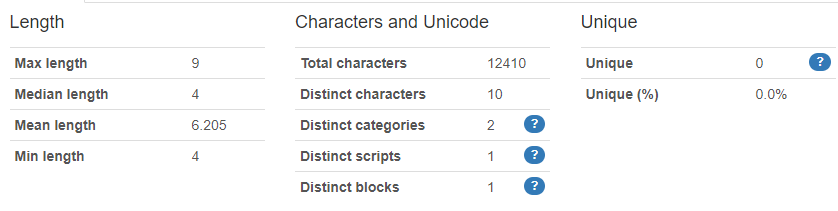 Length
Max length 9
Median length 4
Mean length 6.205
Min length 4
Characters and Unicode
Total characters 12410
Distinct characters 10
Distinct categories 2 ?
Distinct scripts 1 ?
Distinct blocks 1 ?
Unique
Unique 0 ?
Unique (%) 0.0%